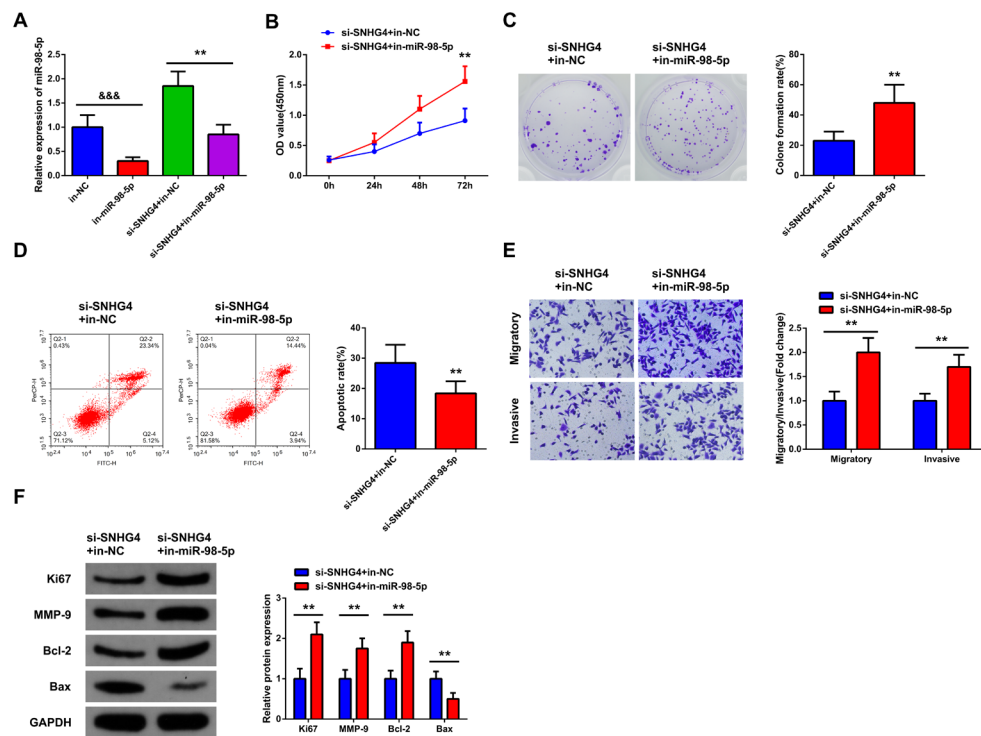 A
Relative expression of miR-98-5p
2.5
2.0
1.5
1.0
0.5
0.0
&&&
**
in-NC
in-miR-98-5p
si-SNHG4+in-NC
si-SNHG4+in-miR-98-5p
B
si-SNHG4+in-NC
si-SNHG4+in-miR-98-5p
OD value(450nm)
2.0
1.5
1.0
0.5
0.0
**
0h
24h
48h
72h
C
si-SNHG4
+in-NC
si-SNHG4
+in-miR-98-5p
Colone formation rate(%)
80
60
40
20
0
**
si-SNHG4+in-NC
si-SNHG4+in-miR-98-5p
D
si-SNHG4
+in-NC
si-SNHG4
+in-miR-98-5p
PerCP-H
Q2-1
0.43%
Q2-2
23.34%
Q2-3
71.12%
Q2-4
5.12%
FITC-H
PerCP-H
Q2-1
0.04%
Q2-2
14.44%
Q2-3
81.58%
Q2-4
3.94%
FITC-H
Apoptotic rate(%)
40
30
20
10
0
**
si-SNHG4+in-NC
si-SNHG4+in-miR-98-5p
E
si-SNHG4
+in-NC
si-SNHG4
+in-miR-98-5p
Migratory
Invasive
si-SNHG4+in-NC
si-SNHG4+in-miR-98-5p
Migratory/Invasive(Fold change)
2.5
2.0
1.5
1.0
0.5
0.0
**
**
Migratory
Invasive
F
si-SNHG4
+in-NC
si-SNHG4
+in-miR-98-5p
Ki67
MMP-9
Bcl-2
Bax
GAPDH
si-SNHG4+in-NC
si-SNHG4+in-miR-98-5p
Relative protein expression
3
2
1
0
**
**
**
**
Ki67
MMP-9
Bcl-2
Bax